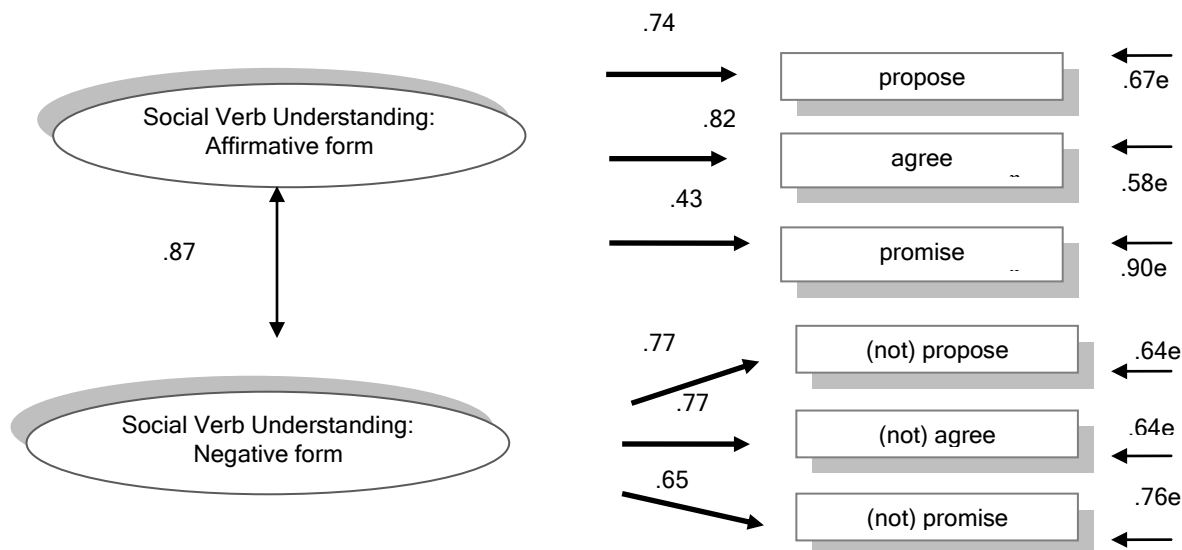 .74
propose
.67e
Social Verb Understanding:
Affirmative form
.82
agree
.58e
.43
.87
promise
.90e
.77
(not) propose
.64e
Social Verb Understanding:
Negative form
.77
(not) agree
.64e
.65
(not) promise
.76e